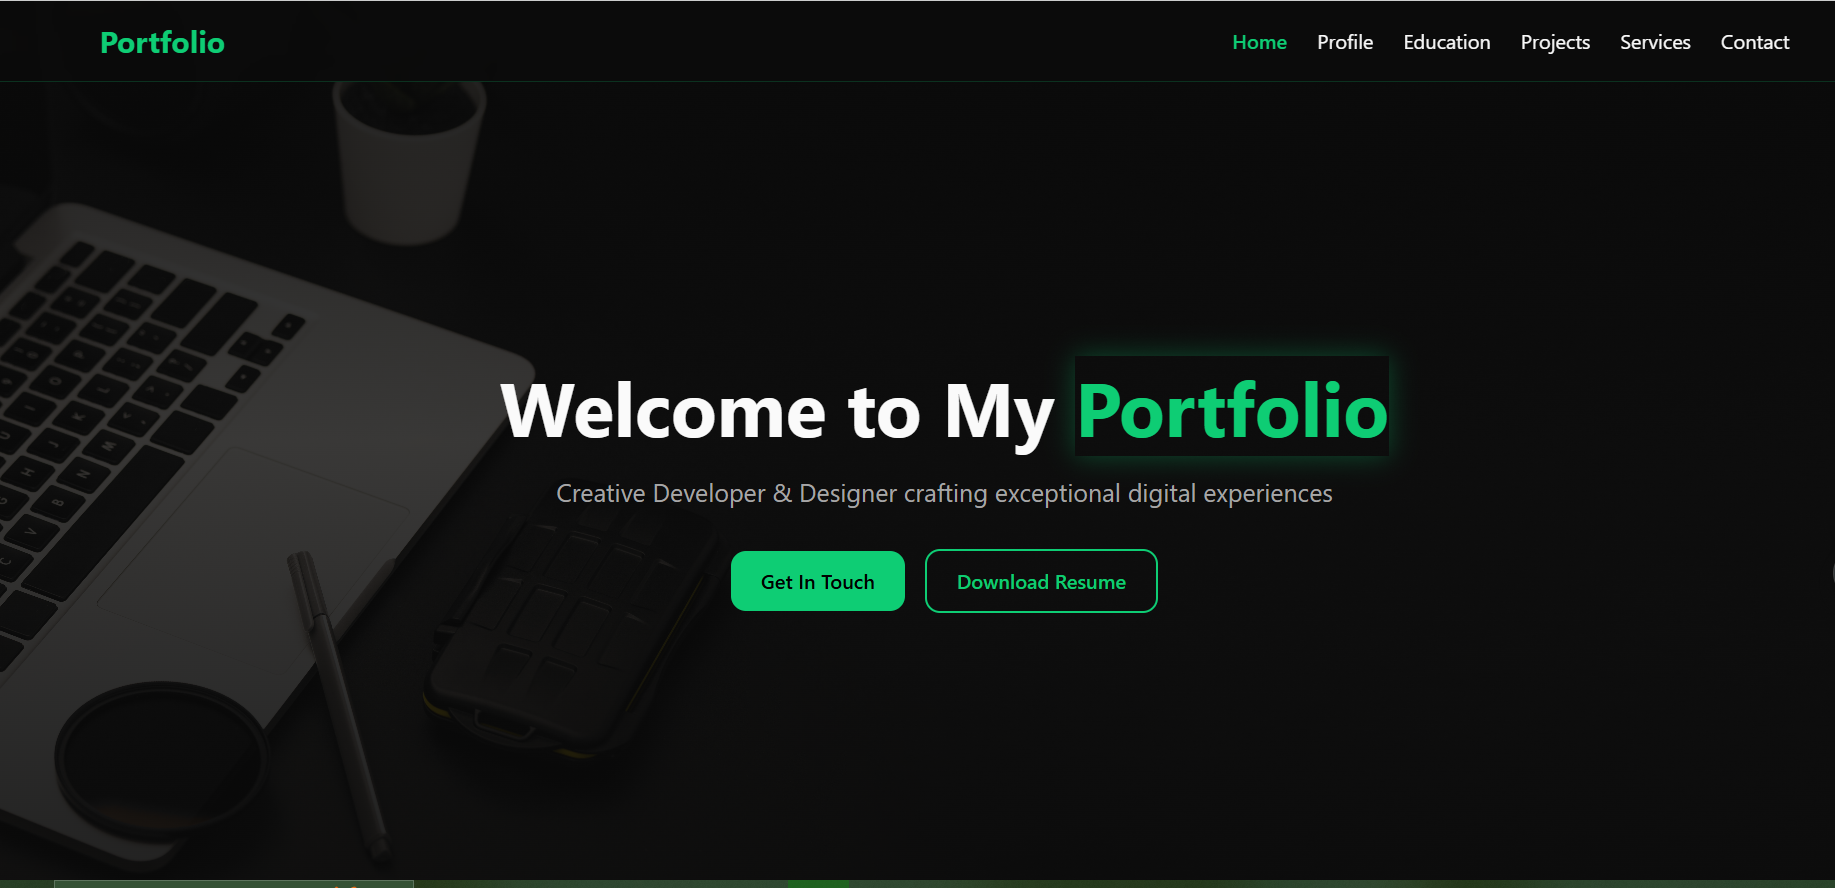 Portfolio
Home Profile Education Projects Services Contact
Welcome to My Portfolio
Creative Developer & Designer crafting exceptional digital experiences
Get In Touch
Download Resume